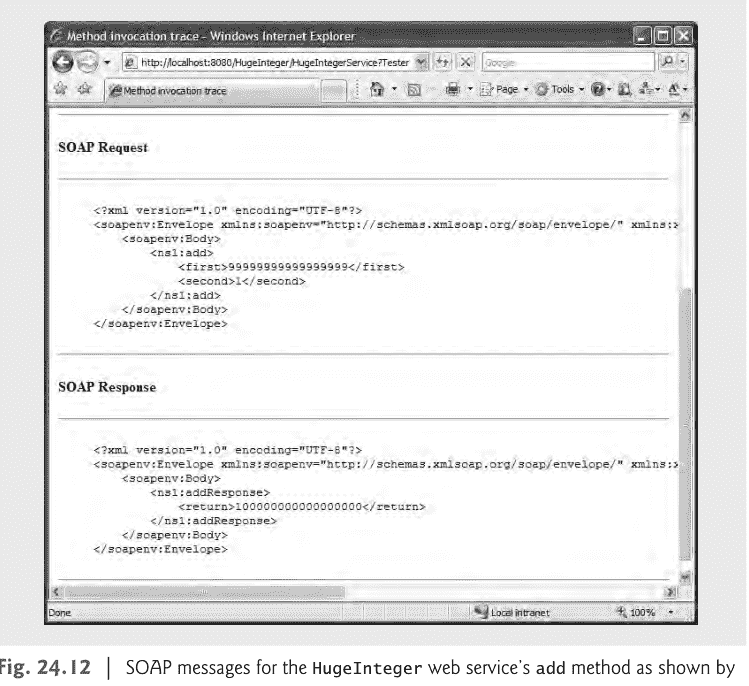 Method invocation trace - Windows Internet Explorer
http://localhost:8080/HugeInteger/HugeIntegerService?Tester
Google
Method invocation trace
Page
Tools
SOAP Request
<?xml version="1.0" encoding="UTF-8"?>
<soapenv:Envelope xmlns:soapenv="http://schemas.xmlsoap.org/soap/envelope/" xmlns:
<soapenv:Body>
<ns1:add>
<first>99999999999999999</first>
<second>1</second>
</ns1:add>
</soapenv:Body>
</soapenv:Envelope>
SOAP Response
<?xml version="1.0" encoding="UTF-8"?>
<soapenv:Envelope xmlns:soapenv="http://schemas.xmlsoap.org/soap/envelope/" xmlns:
<soapenv:Body>
<ns1:addResponse>
<return>100000000000000000</return>
</ns1:addResponse>
</soapenv:Body>
</soapenv:Envelope>
Done
Local intranet
100%
Fig. 24.12 | SOAP messages for the HugeInteger web service's add method as shown by